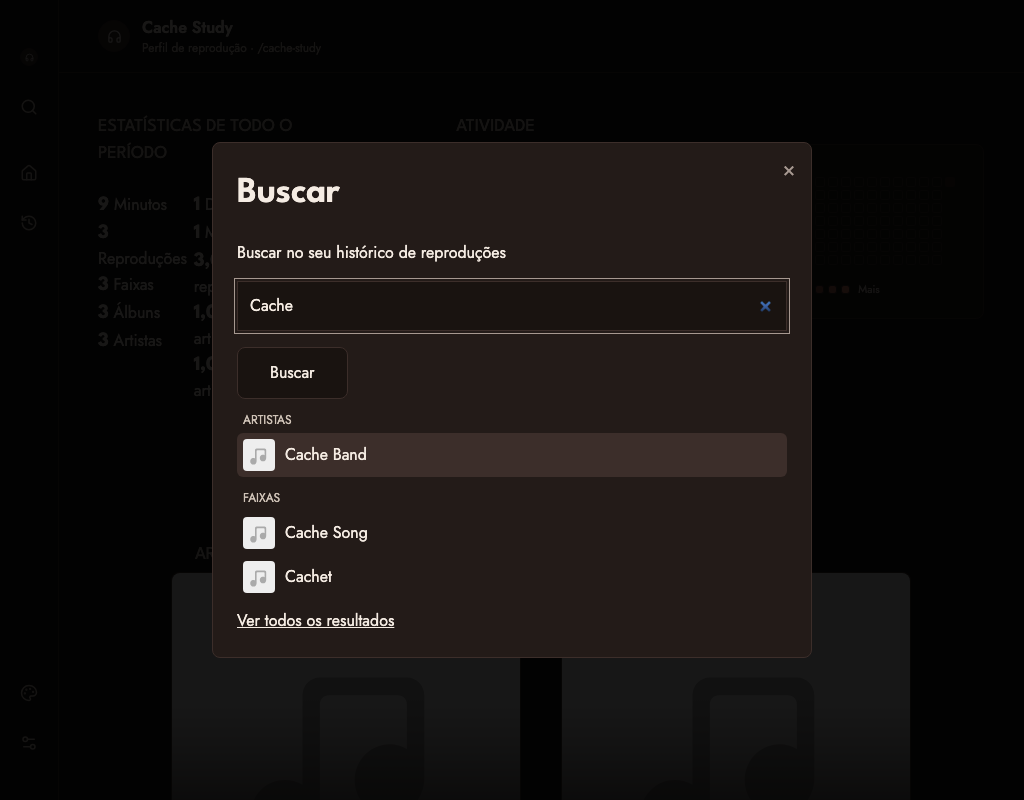 Cache Study
Perfil de reprodução · /cache-study
ESTATÍSTICAS DE TODO O
PERÍODO
ATIVIDADE
9 Minutos
3
Reproduções
3 Faixas
3 Álbuns
3 Artistas
Mais
Buscar
×
Buscar no seu histórico de reproduções
Cache
Buscar
ARTISTAS
Cache Band
FAIXAS
Cache Song
Cachet
Ver todos os resultados